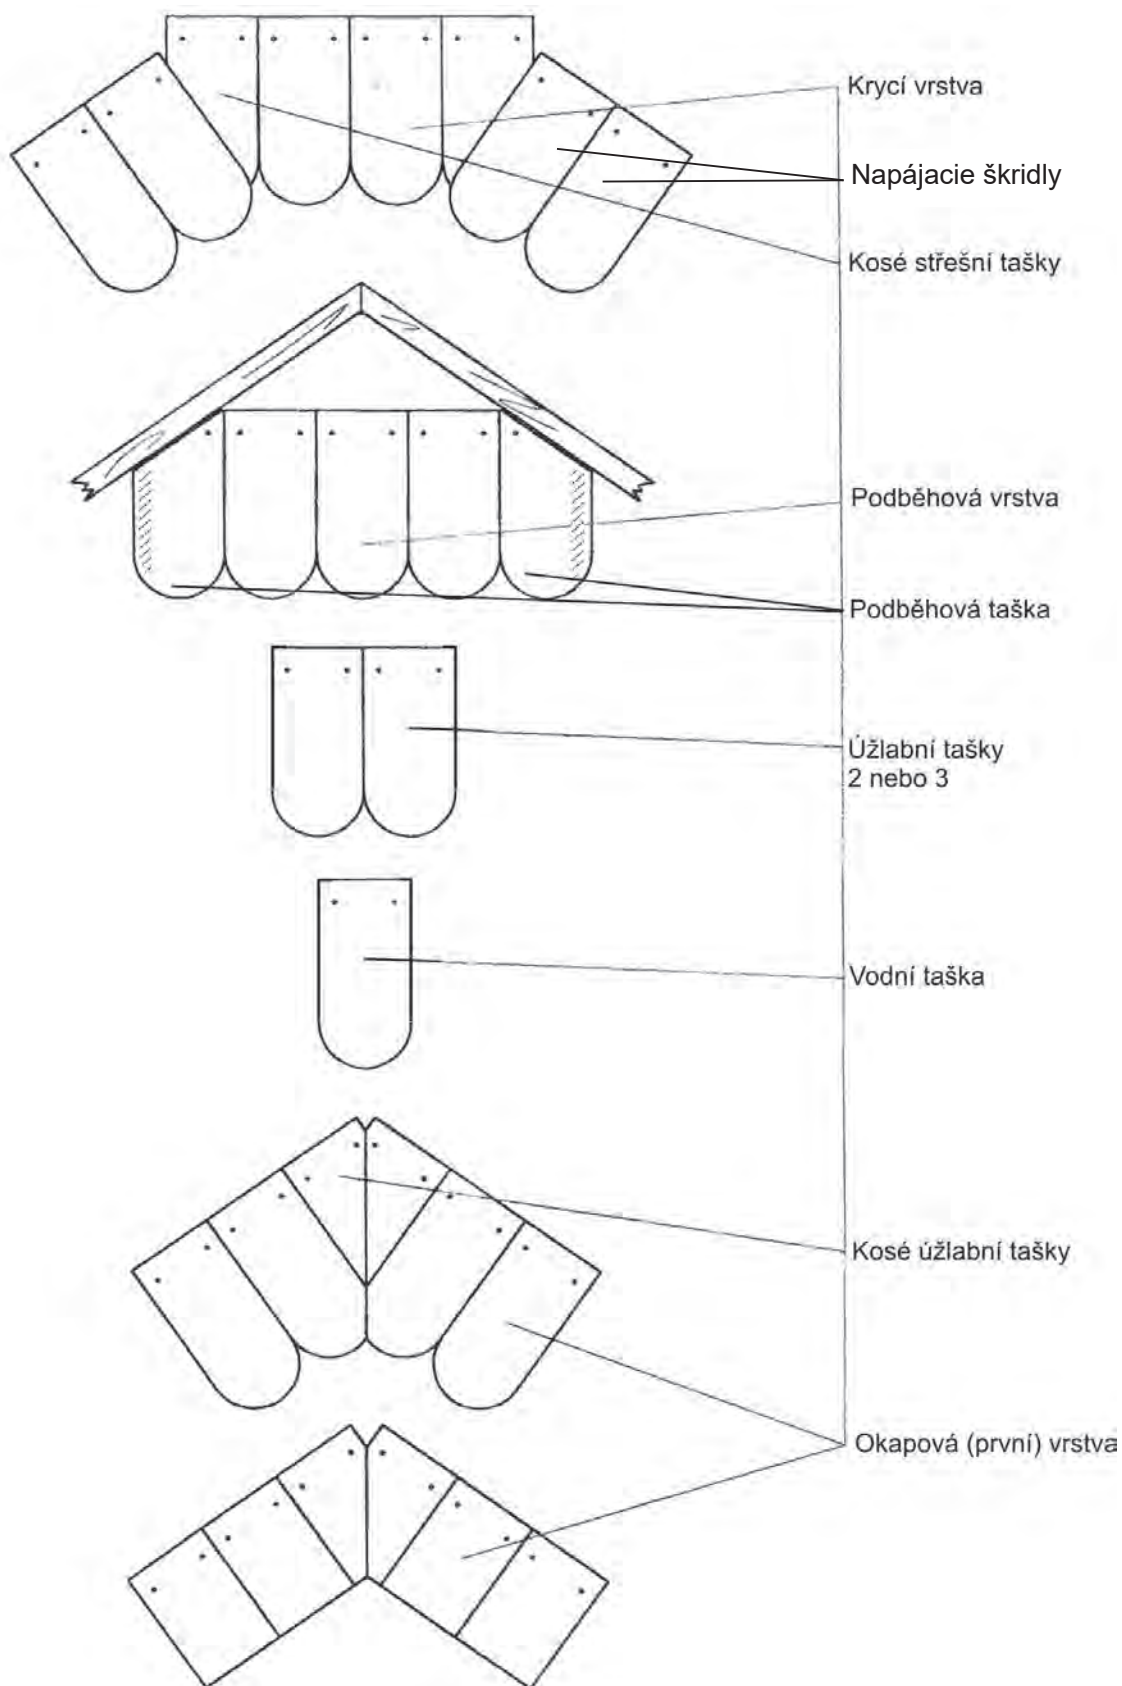 Krycí vrstva
Napájacie škridly
Kosé střešní tašky
Podběhová vrstva
Podběhová taška
Úžlabní tašky
2 nebo 3
Vodní taška
Kosé úžlabní tašky
Okapová (první) vrstva